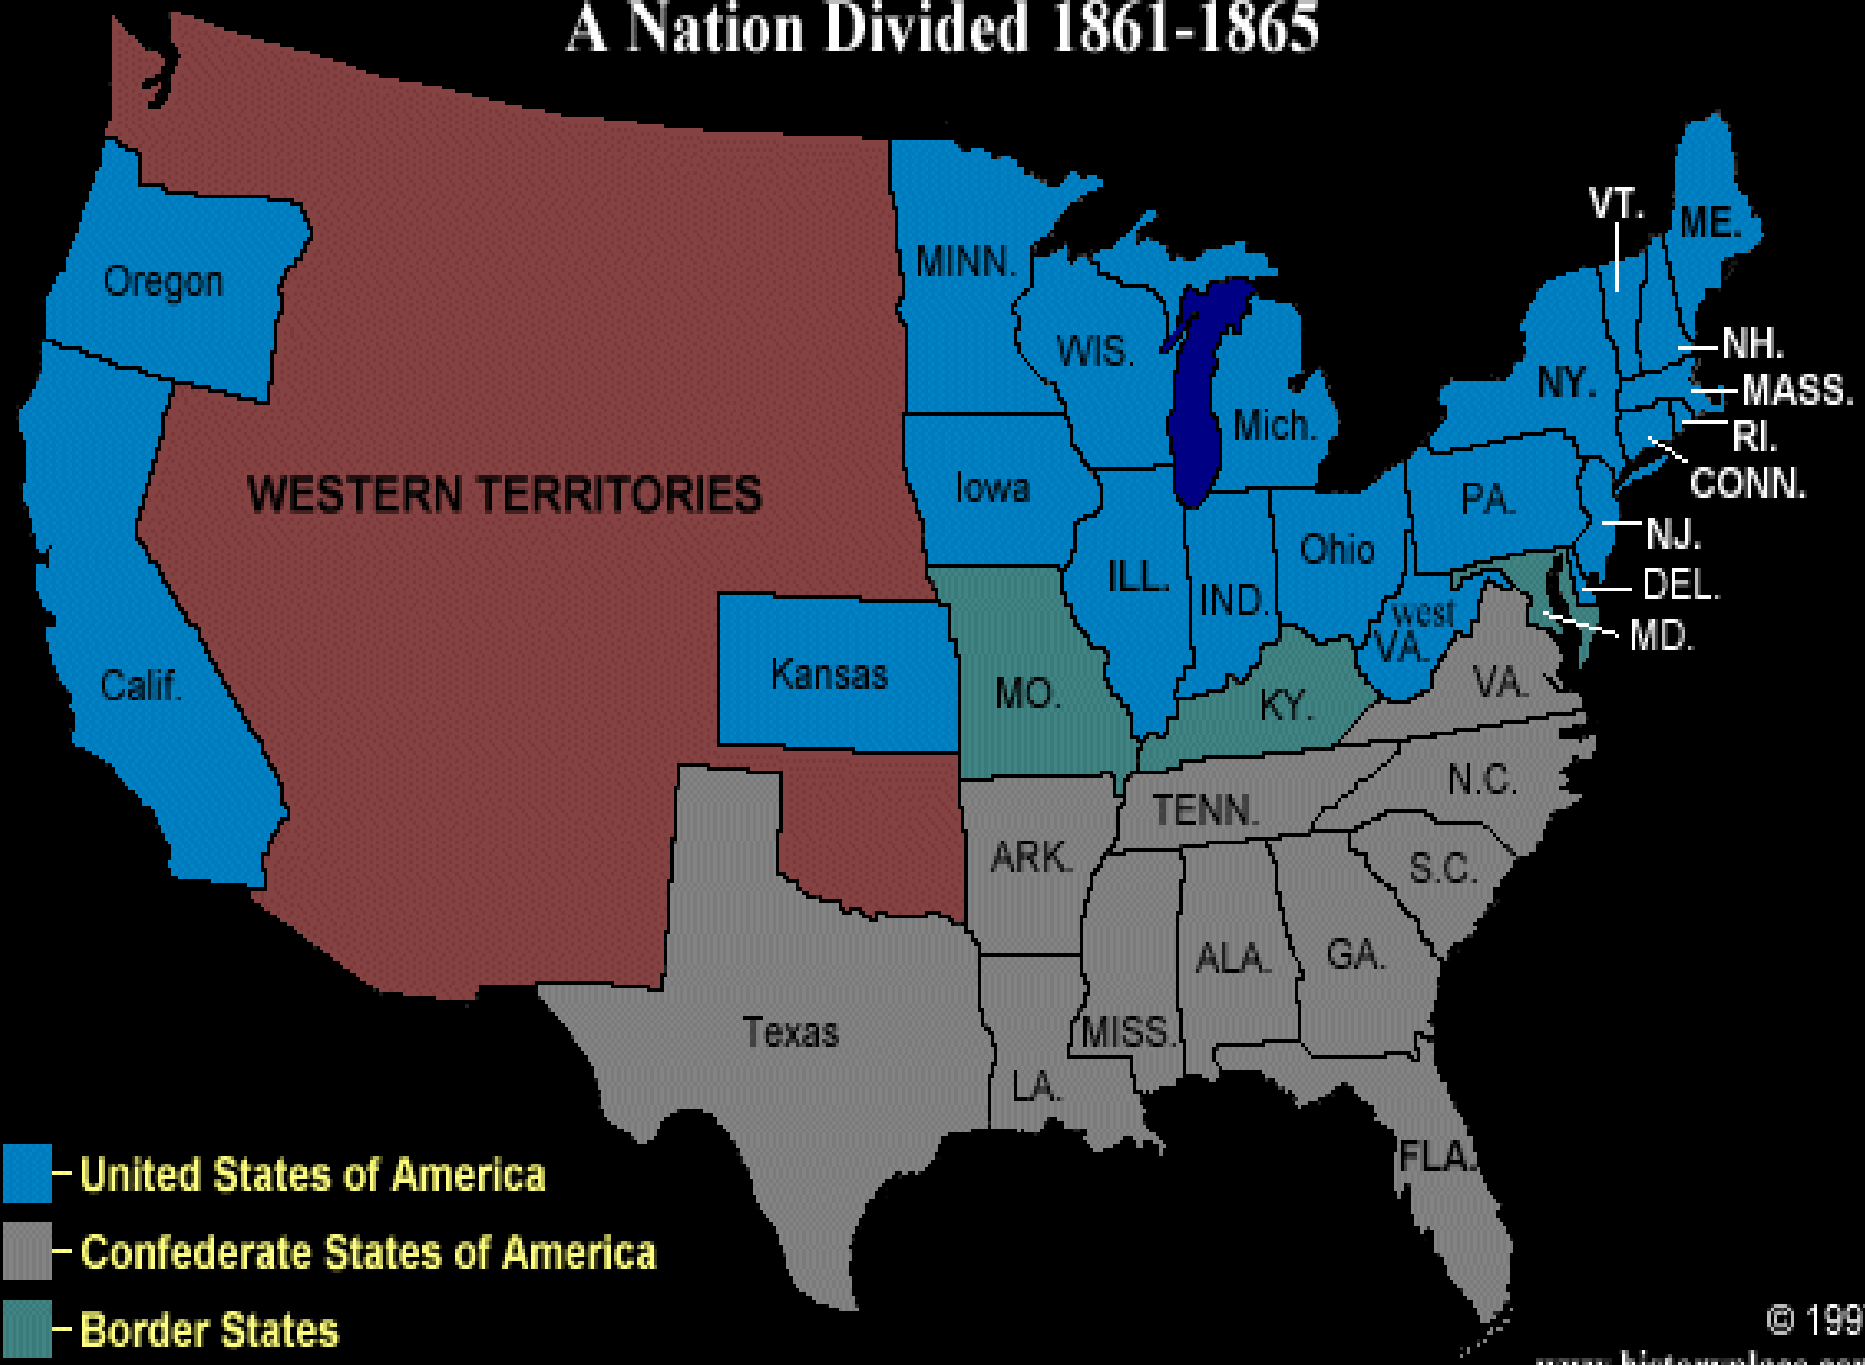 A Nation Divided 1861-1865
VT.
ME.
Oregon
MINN.
WIS.
NH.
NY.
MASS.
Mich.
RI.
WESTERN TERRITORIES
Iowa
PA.
CONN.
NJ.
Ohio
ILL.
IND.
DEL.
west
VA.
MD.
Calif.
Kansas
MO.
KY.
VA.
TENN.
N.C.
ARK.
S.C.
ALA.
GA.
Texas
MISS.
LA.
FLA.
United States of America
Confederate States of America
Border States
© 199